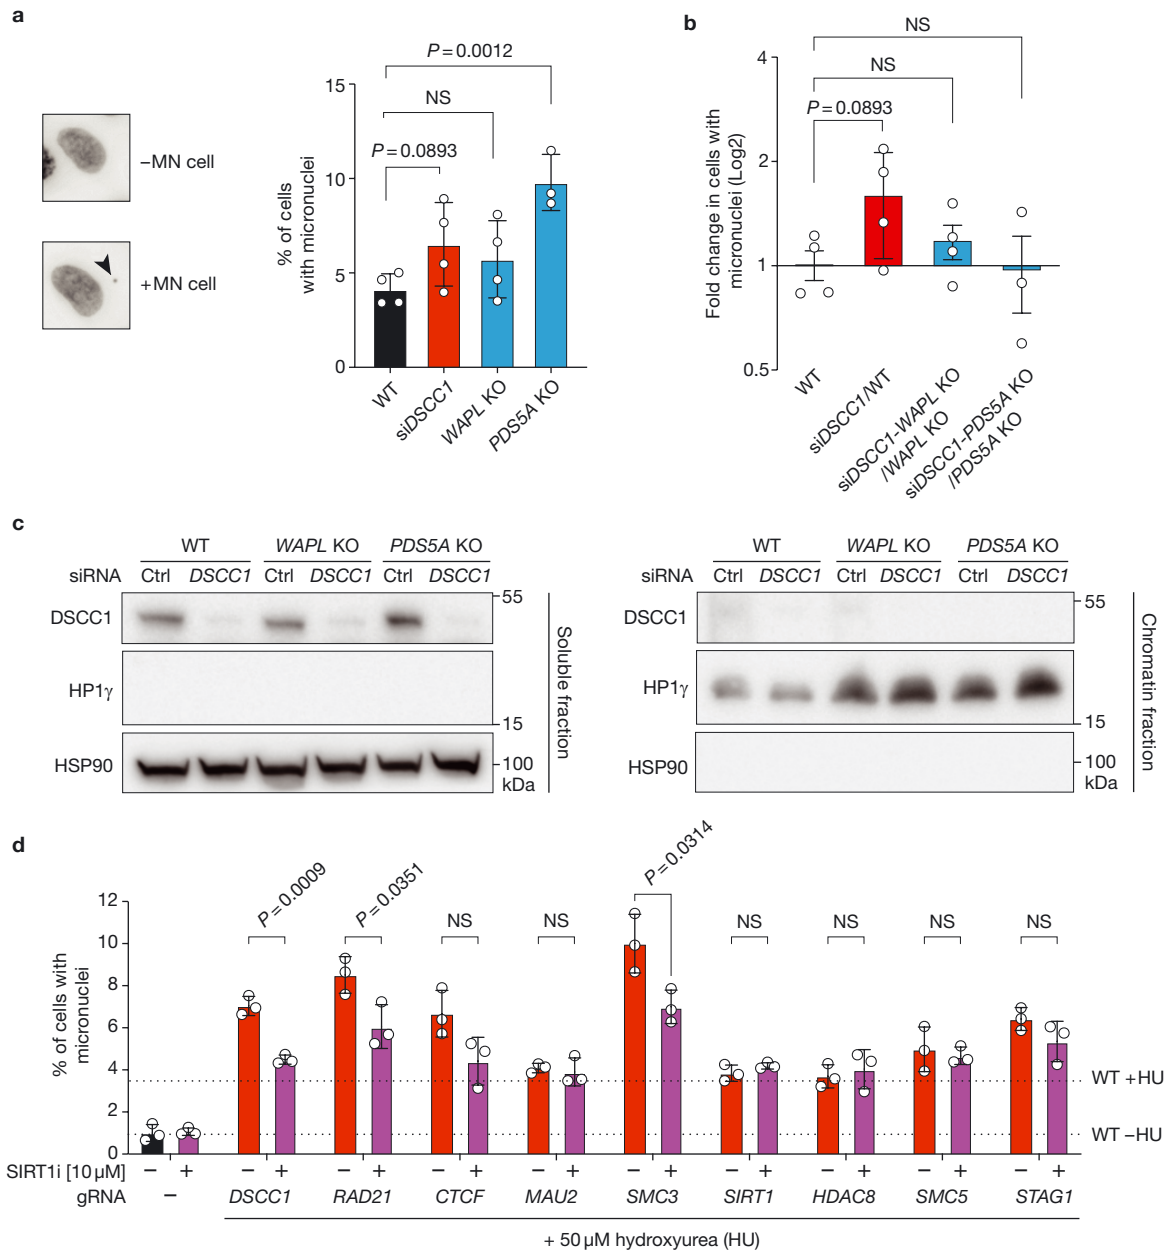 a
−MN cell
+MN cell
% of cells
with micronuclei
15
10
5
0
P=0.0012
NS
P=0.0893
WT
siDSCC1
WAPL KO
PDS5A KO
b
Fold change in cells with
micronuclei (Log2)
4
2
1
0.5
NS
NS
P=0.0893
WT
siDSCC1/WT
siDSCC1-WAPL KO
/WAPL KO
siDSCC1-PDS5A KO
/PDS5A KO
c
WT WAPL KO PDS5A KO
siRNA Ctrl DSCC1 Ctrl DSCC1 Ctrl DSCC1
DSCC1 55
HP1γ
15
HSP90 100
kDa
Soluble fraction
WT WAPL KO PDS5A KO
siRNA Ctrl DSCC1 Ctrl DSCC1 Ctrl DSCC1
DSCC1 55
HP1γ
15
HSP90 100
kDa
Chromatin fraction
d
% of cells with
micronuclei
12
10
8
6
4
2
0
P=0.0009
P=0.0351
NS
NS
P=0.0314
NS
NS
NS
NS
WT +HU
WT −HU
SIRT1i [10 µM] − + − + − + − + − + − + − + − + − + − +
gRNA − DSCC1 RAD21 CTCF MAU2 SMC3 SIRT1 HDAC8 SMC5 STAG1
+ 50 µM hydroxyurea (HU)